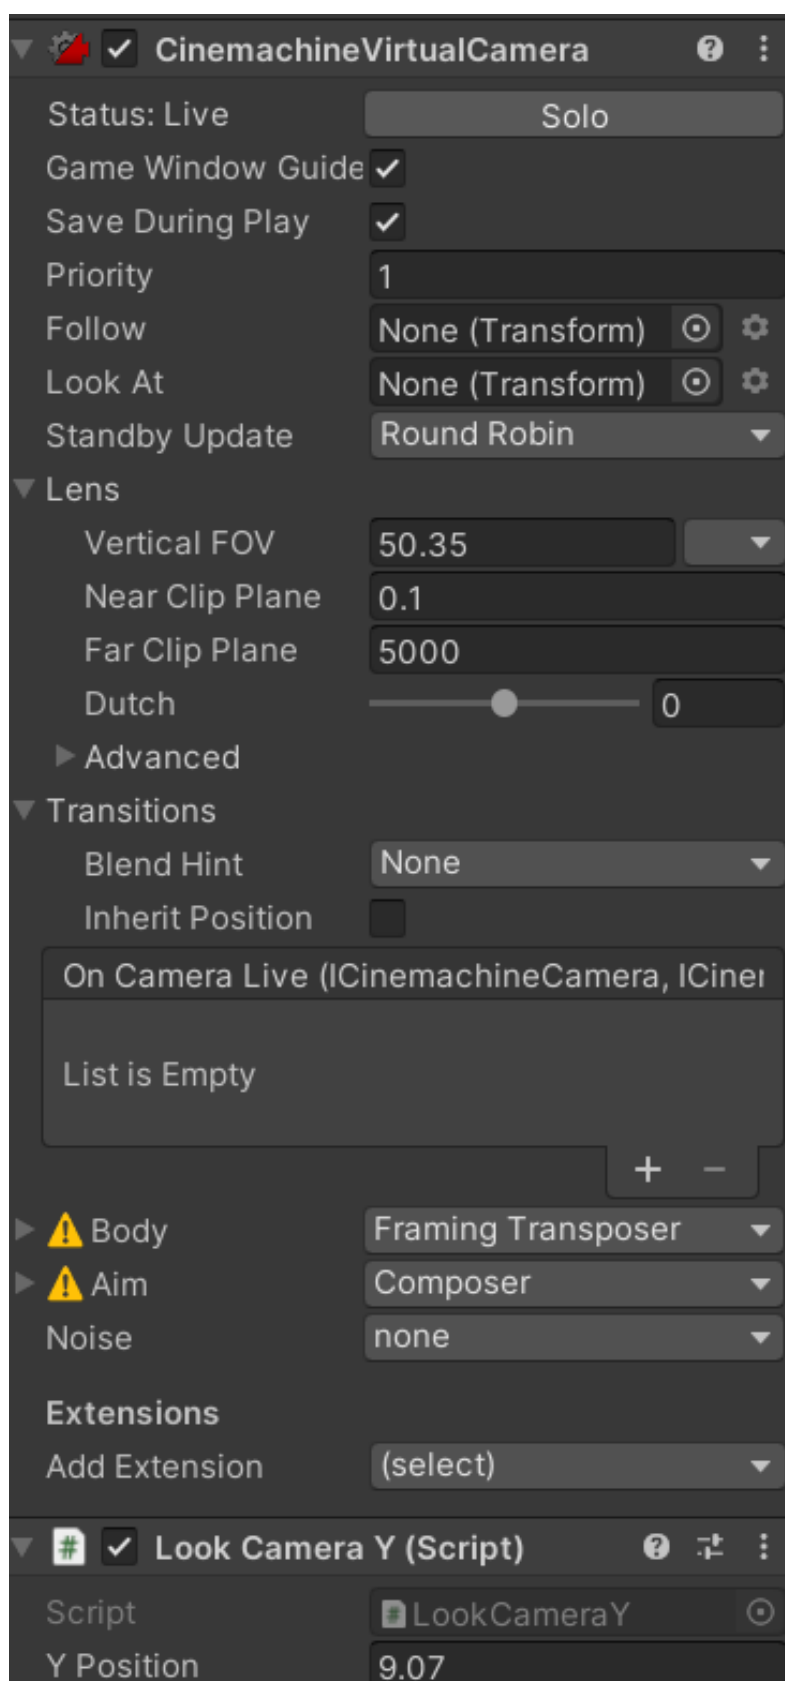 CinemachineVirtualCamera
Status: Live Solo
Game Window Guide
Save During Play
Priority 1
Follow None (Transform)
Look At None (Transform)
Standby Update Round Robin
Lens
Vertical FOV 50.35
Near Clip Plane 0.1
Far Clip Plane 5000
Dutch 0
Advanced
Transitions
Blend Hint None
Inherit Position
On Camera Live (ICinemachineCamera, ICiner
List is Empty
Body Framing Transposer
Aim Composer
Noise none
Extensions
Add Extension (select)
# Look Camera Y (Script)
Script LookCameraY
Y Position 9.07